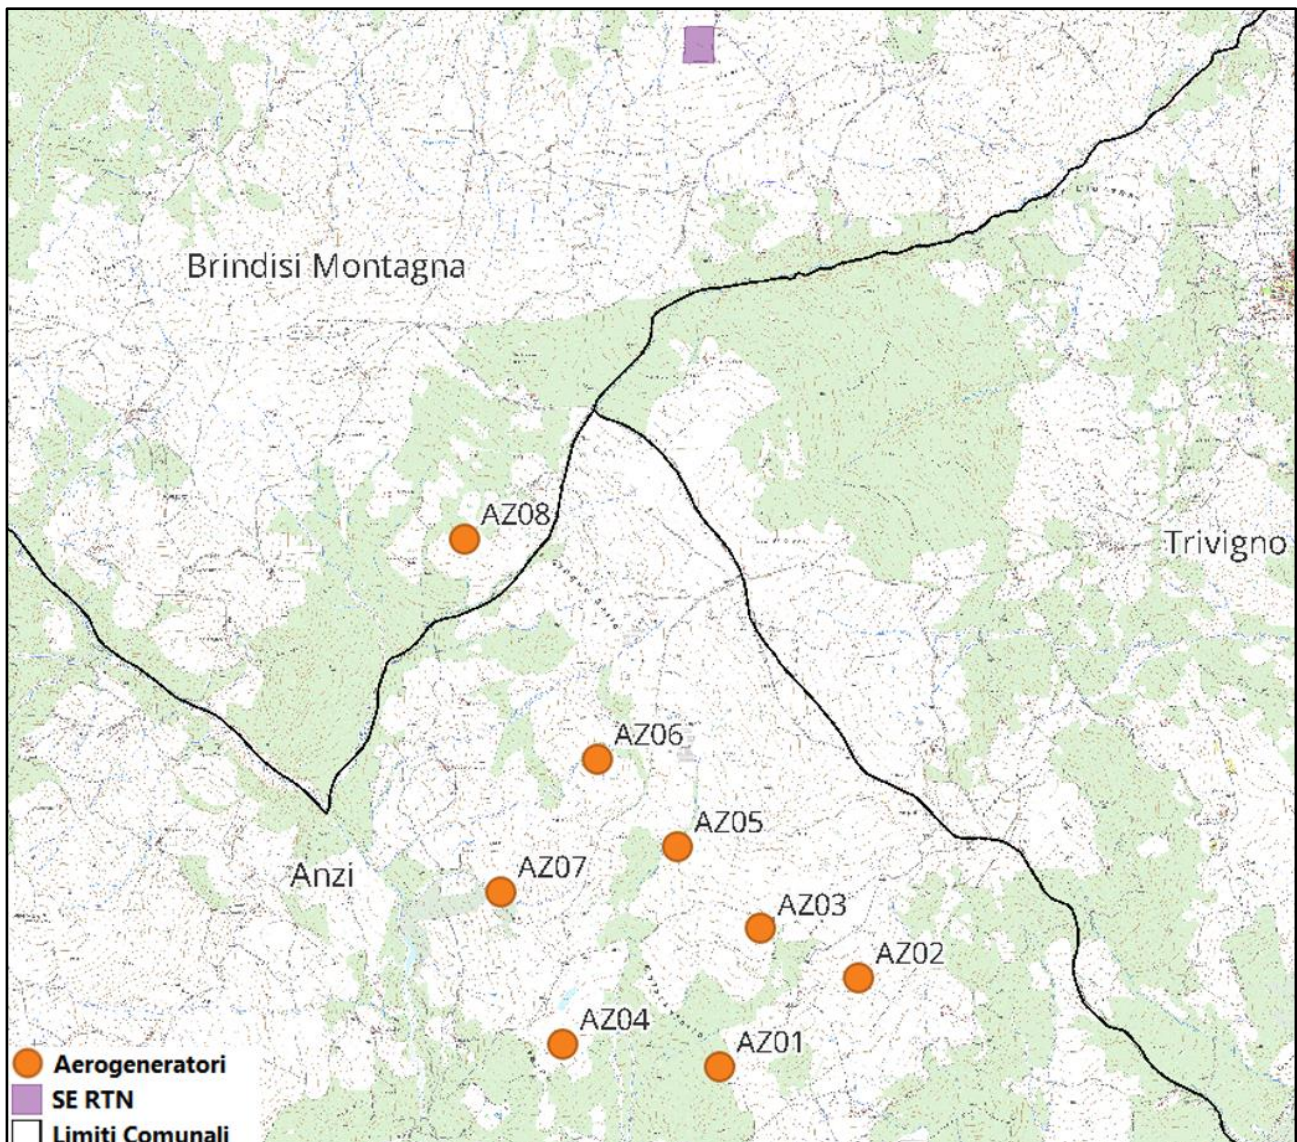 Brindisi Montagna
AZ08
Trivigno
AZ06
AZ05
AZ07
Anzi
AZ03
AZ02
AZ04
AZ01
Aerogeneratori
SE RTN
Limiti Comunali